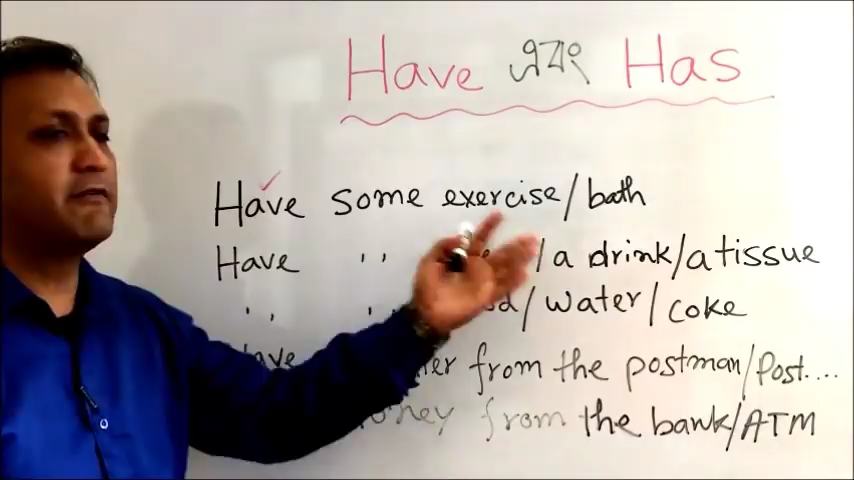 Have এবং Has
Have some exercise/bath
Have " /a drink/a tissue
" " /water/coke
from the postman/Post....
from the bank/ATM